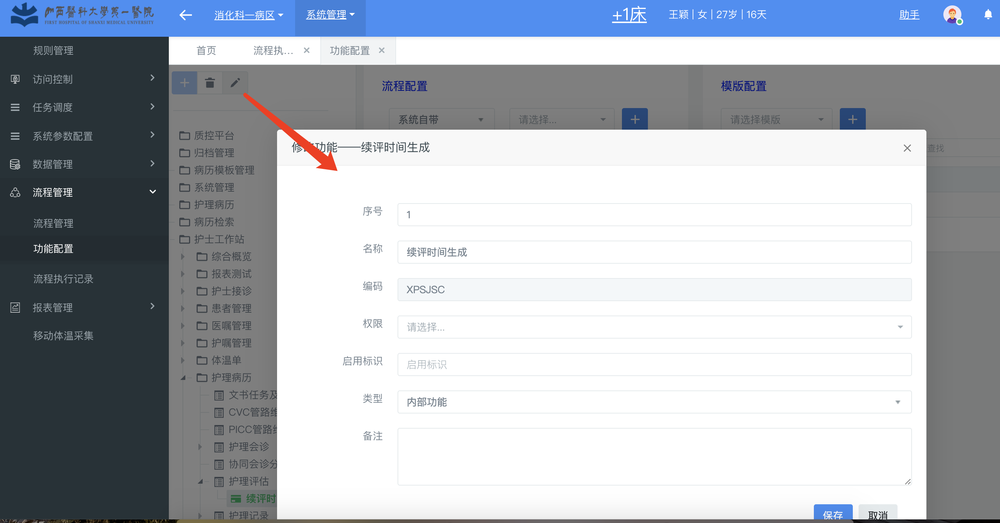 山西醫科大學第一醫院
FIRST HOSPITAL OF SHANXI MEDICAL UNIVERSITY
消化科一病区
系统管理
+1床
王颖 | 女 | 27岁 | 16天
助手
规则管理
访问控制
任务调度
系统参数配置
数据管理
流程管理
流程管理
功能配置
流程执行记录
报表管理
移动体温采集
首页
流程执...
功能配置
质控平台
归档管理
病历模板管理
系统管理
护理病历
病历检索
护士工作站
综合概览
报表测试
护士接诊
患者管理
医嘱管理
护嘱管理
体温单
护理病历
文书任务及
CVC管路维
PICC管路维
护理会诊
协同会诊分
护理评估
续评时
护理记录
流程配置
系统自带
请选择...
模版配置
请选择模版
查找
修改功能——续评时间生成
序号
1
名称
续评时间生成
编码
XPSJSC
权限
请选择...
启用标识
启用标识
类型
内部功能
备注
保存
取消